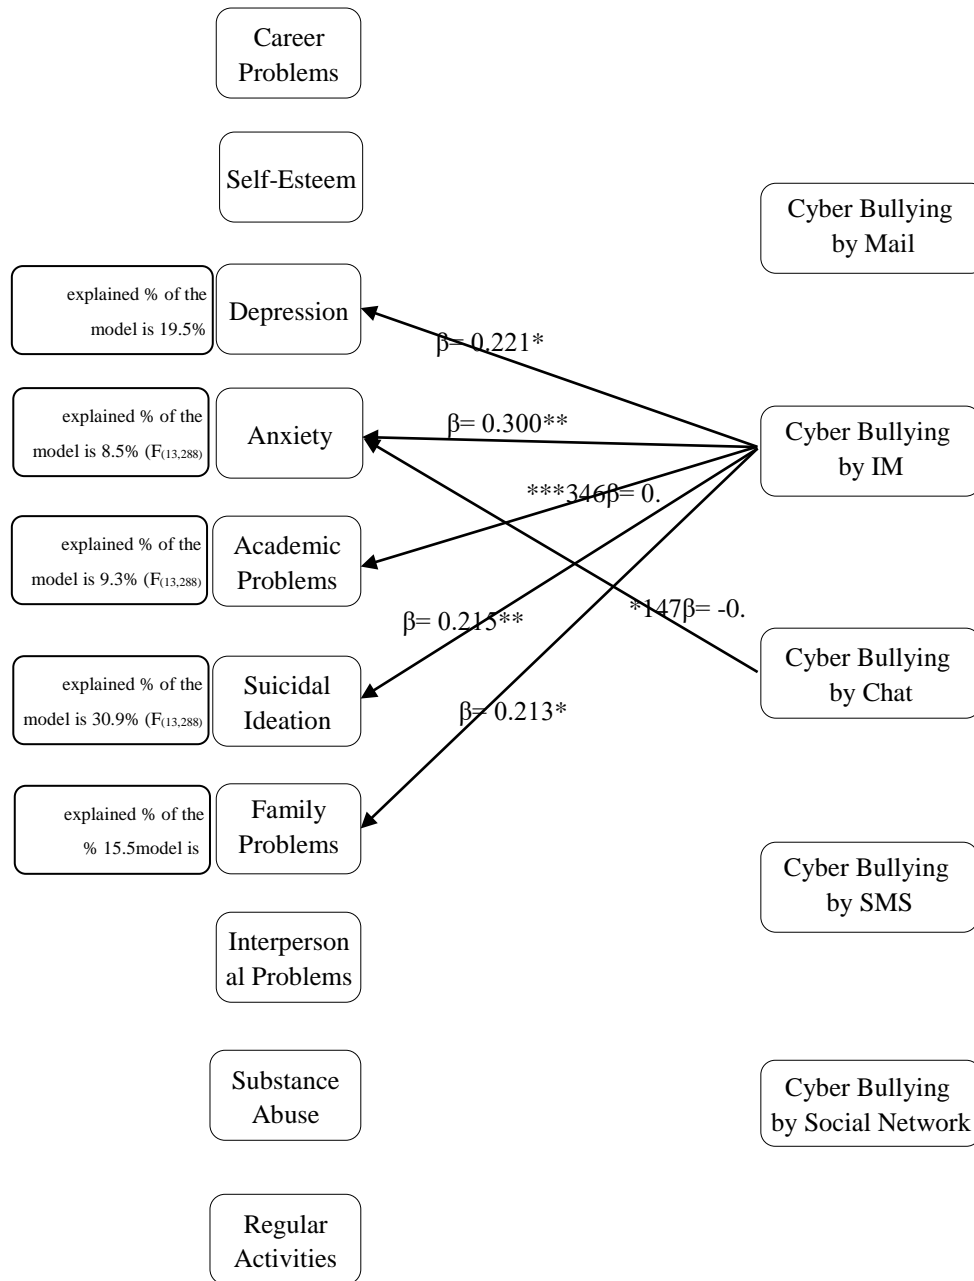 Career
Problems
Self-Esteem
Cyber Bullying
by Mail
explained % of the
model is 19.5%
Depression
β= 0.221*
explained % of the
model is 8.5% (F(13,288)
Anxiety
β= 0.300**
Cyber Bullying
by IM
***346β= 0.
explained % of the
model is 9.3% (F(13,288)
Academic
Problems
β= 0.215**
*147β= -0.
Cyber Bullying
by Chat
explained % of the
model is 30.9% (F(13,288)
Suicidal
Ideation
β= 0.213*
explained % of the
% 15.5model is
Family
Problems
Cyber Bullying
by SMS
Interperson
al Problems
Substance
Abuse
Cyber Bullying
by Social Network
Regular
Activities